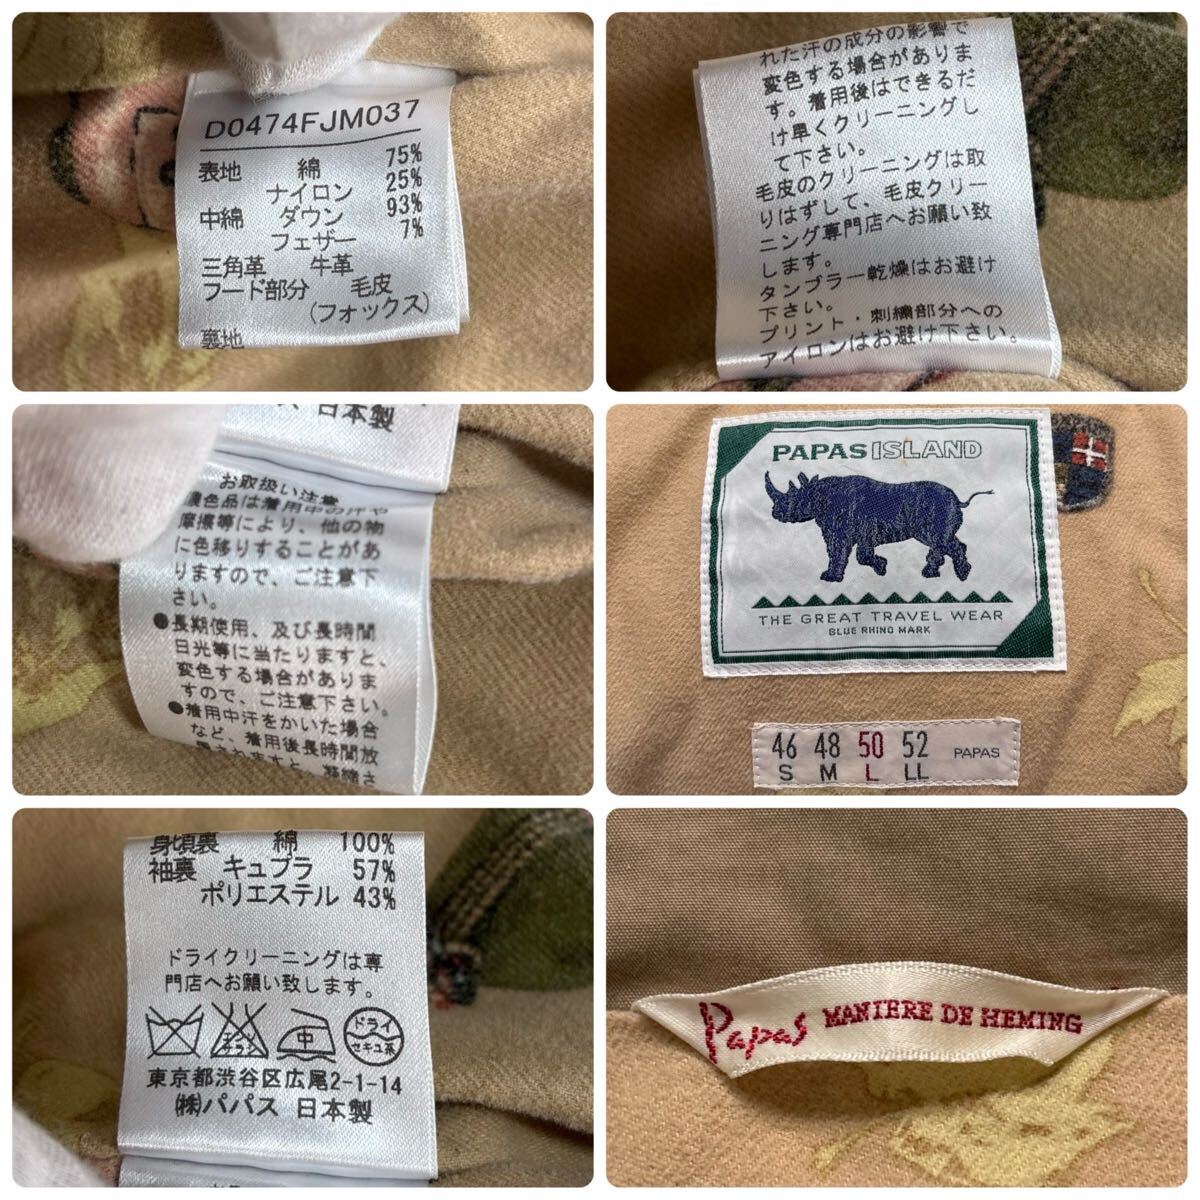 D0474FJM037
表地 綿 75%
ナイロン 25%
中綿 ダウン 93%
フェザー 7%
三角革 牛革
フード部分 毛皮
(フォックス)
裏地
れた汗の成分の影響で
変色する場合がありま
す。着用後はできるだ
け早くクリーニングし
て下さい。
毛皮のクリーニングは取
りはずして、毛皮クリー
ニング専門店へお願い致
します。
タンブラー乾燥はお避け
下さい。
プリント・刺繍部分への
アイロンはお避け下さい。
日本製
お取扱い注意
濃色品は着用中の汗や
摩擦等により、他の物
に色移りすることがあ
りますので、ご注意下
さい。
●長期使用、及び長時間
日光等に当たりますと、
変色する場合がありま
すので、ご注意下さい。
●着用中汗をかいた場合
など、着用後長時間放
置されますと、凝縮さ
PAPAS ISLAND
THE GREAT TRAVEL WEAR
BLUE RHINO MARK
46 48 50 52 PAPAS
S M L LL
身頃裏 綿 100%
袖裏 キュプラ 57%
ポリエステル 43%
ドライクリーニングは専
門店へお願い致します。
エンソサラシ 中 ドライ セキユ系
東京都渋谷区広尾2-1-14
㈱パパス 日本製
Papas MANIERE DE HEMING